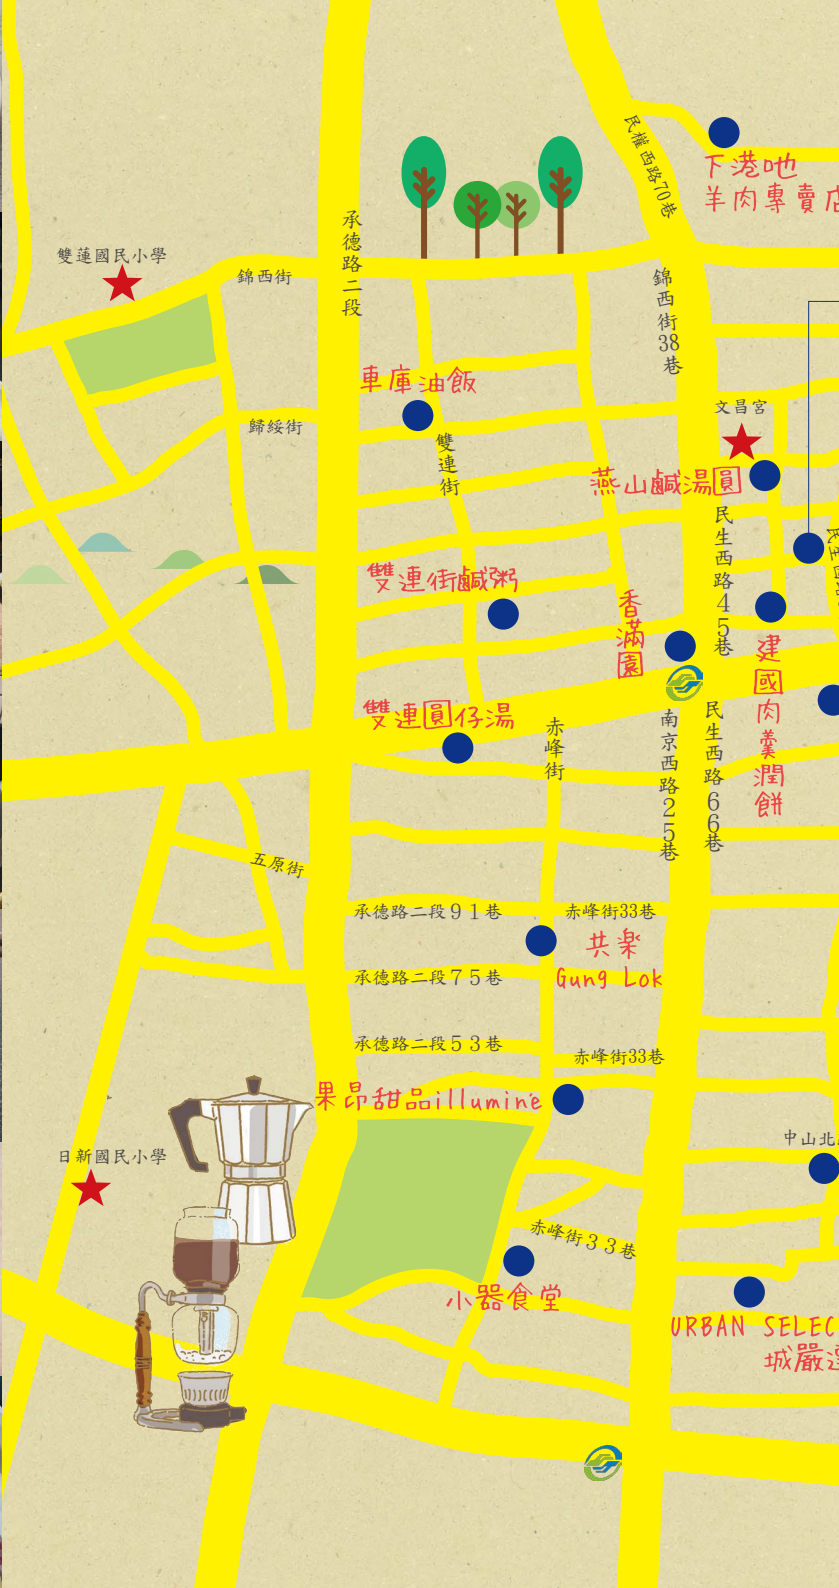 民權西路70巷
下港吔
羊肉專賣店
承德路二段
雙蓮國民小學
錦西街
錦西街38巷
車庫油飯
文昌宮
歸綏街
雙連街
燕山鹹湯圓
民生西路45巷
雙連街鹹粥
香滿園
建國肉羹潤餅
雙連圓仔湯
赤峰街
南京西路25巷
民生西路66巷
五原街
承德路二段91巷
赤峰街33巷
共楽
Gung Lok
承德路二段75巷
承德路二段53巷
赤峰街33巷
果昂甜品illumine
中山北
日新國民小學
赤峰街33巷
小器食堂
URBAN SELEC
城嚴選